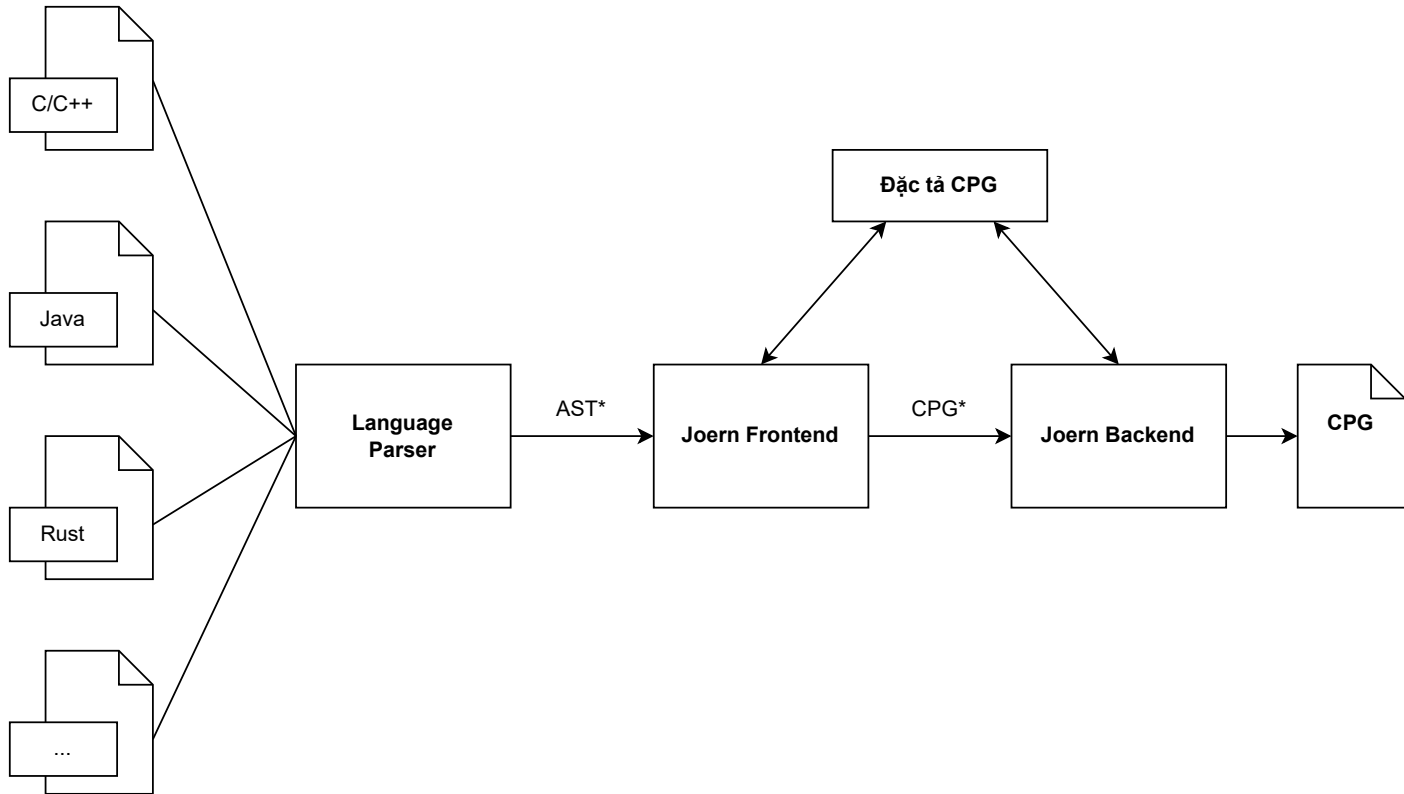 C/C++
Java
Rust
...
Language
Parser
AST*
Joern Frontend
Đặc tả CPG
CPG*
Joern Backend
CPG